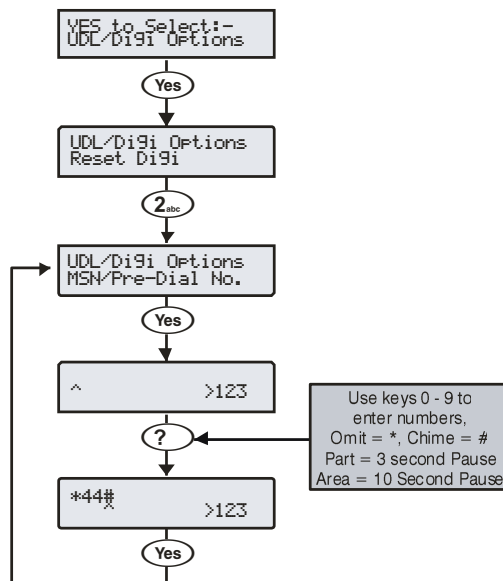 YES to Select:-
UDL/Digi Options
Yes
UDL/Digi Options
Reset Digi
2abc
UDL/Digi Options
MSN/Pre-Dial No.
Yes
^ >123
?
Use keys 0 - 9 to
enter numbers,
Omit = *, Chime = #
Part = 3 second Pause
Area = 10 Second Pause
*44#
^ >123
Yes